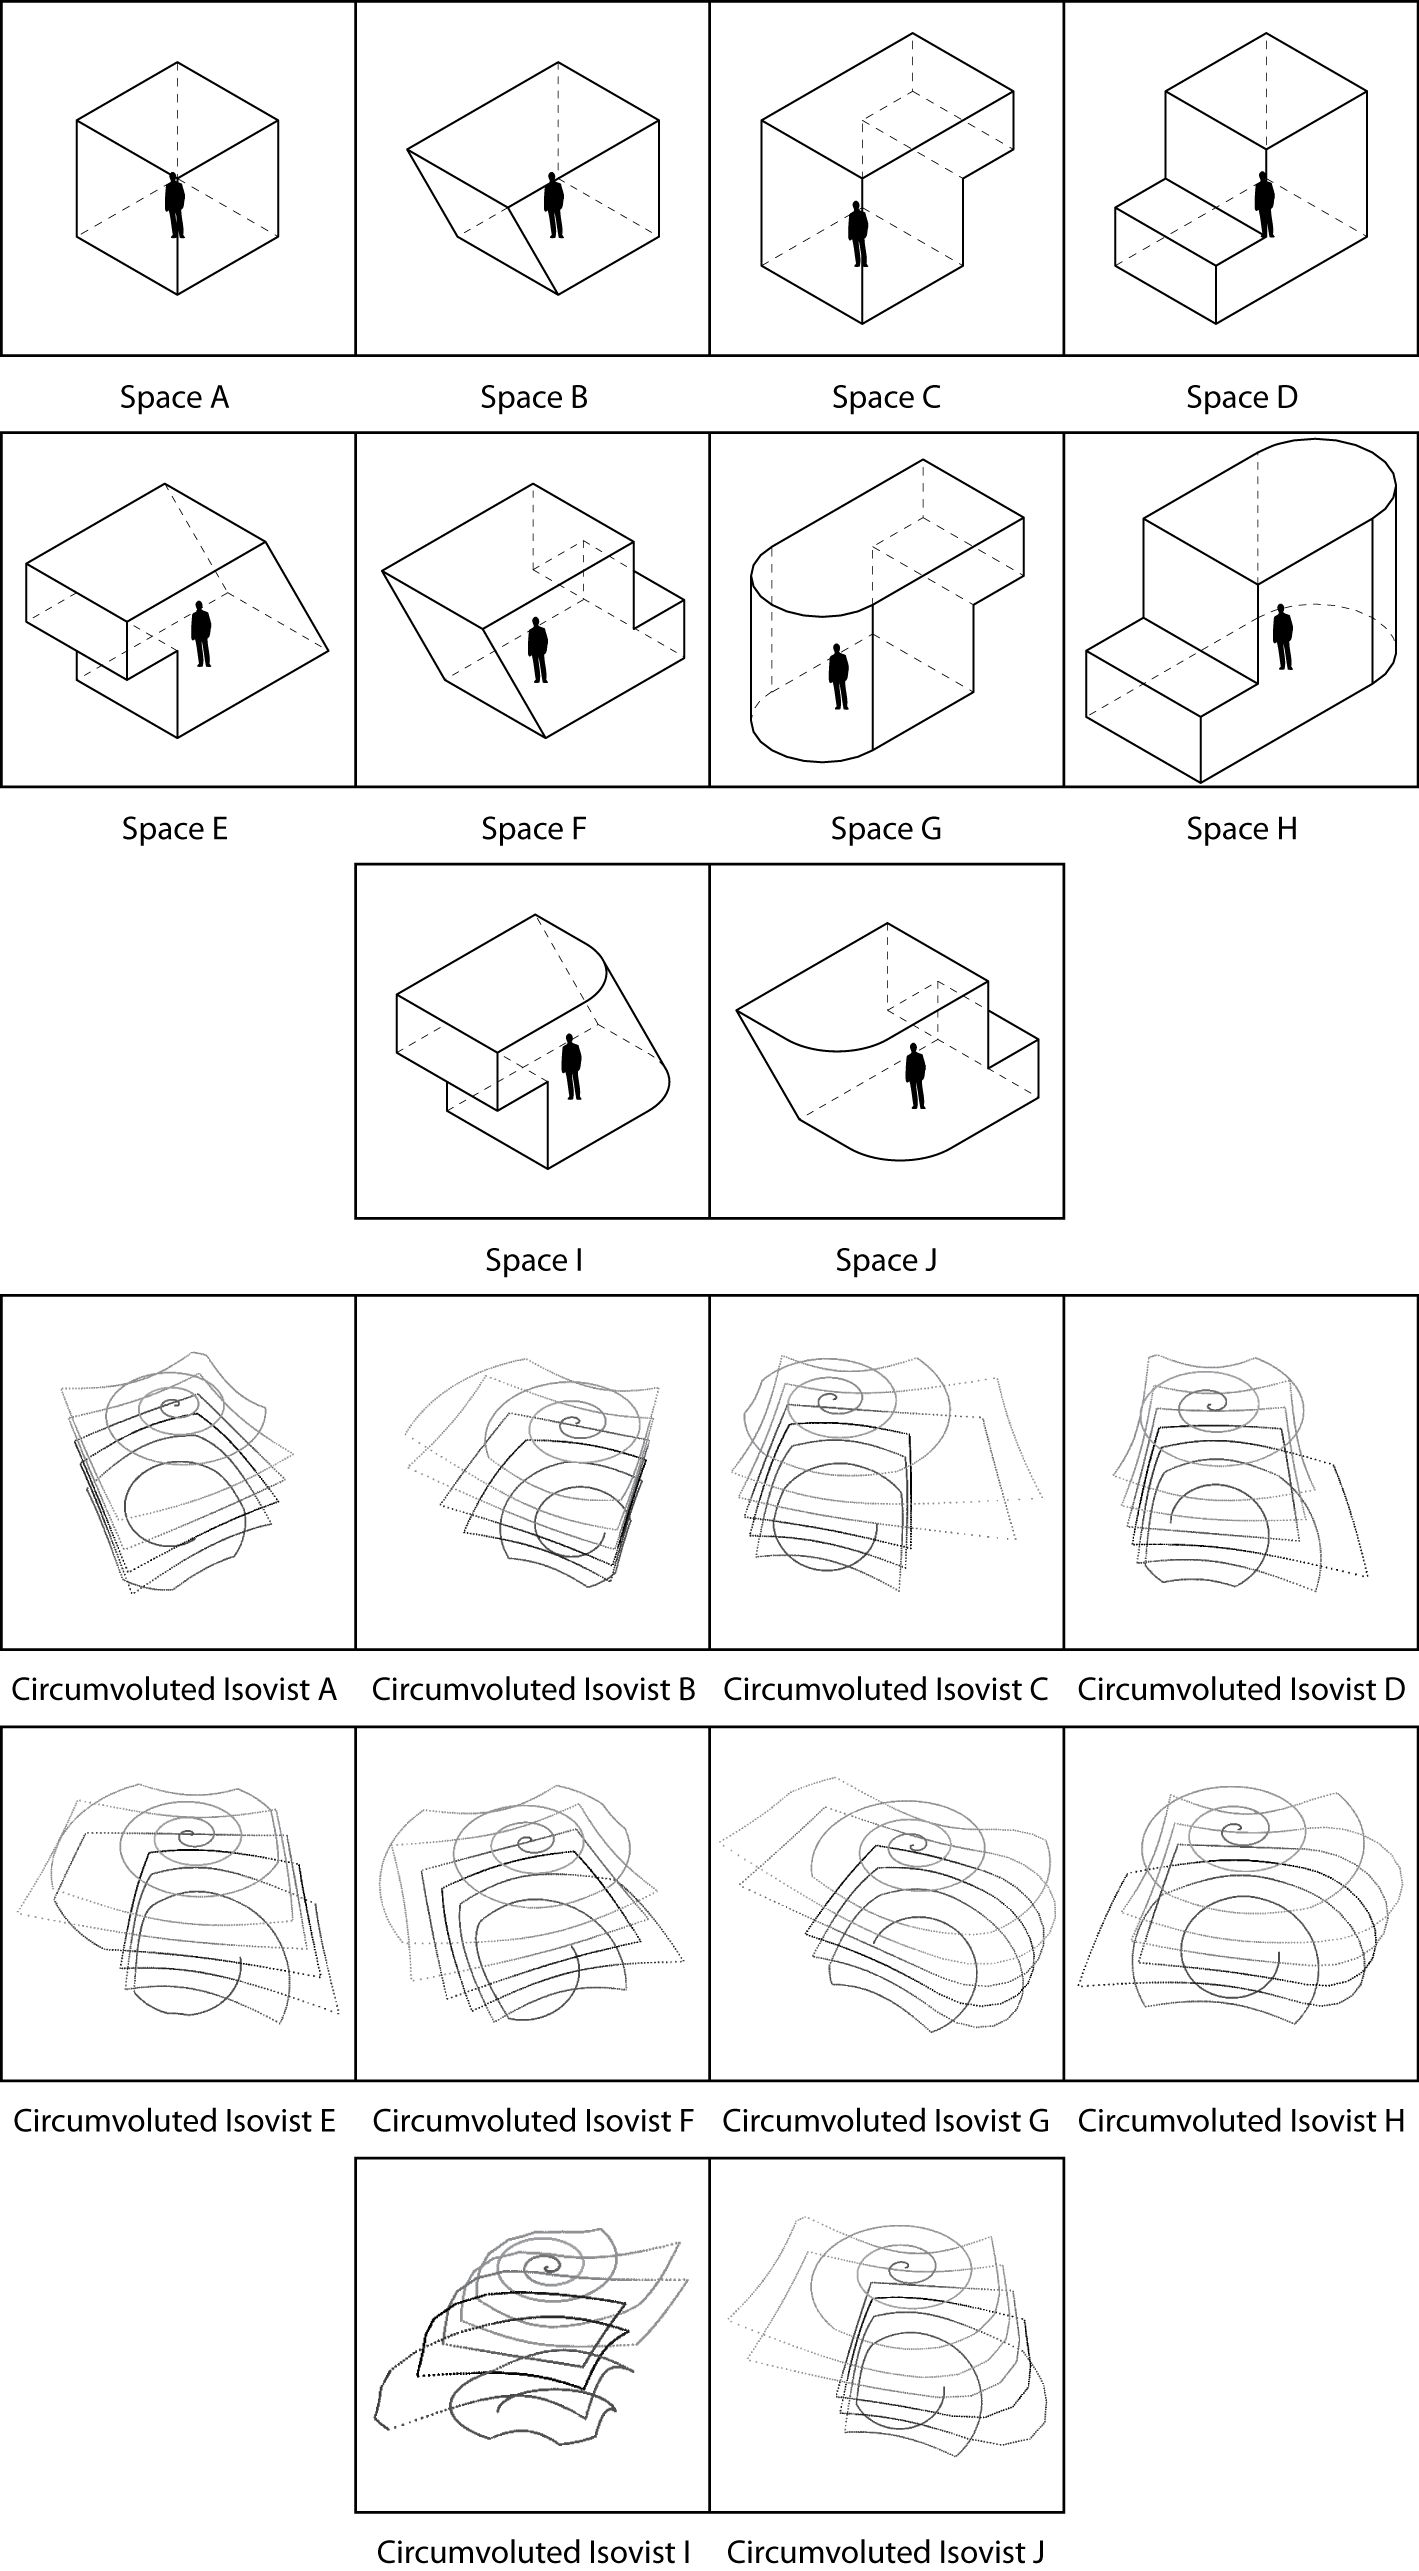 Space A Space B Space C Space D
Space E Space F Space G Space H
Space I Space J
Circumvoluted Isovist A Circumvoluted Isovist B Circumvoluted Isovist C Circumvoluted Isovist D
Circumvoluted Isovist E Circumvoluted Isovist F Circumvoluted Isovist G Circumvoluted Isovist H
Circumvoluted Isovist I Circumvoluted Isovist J